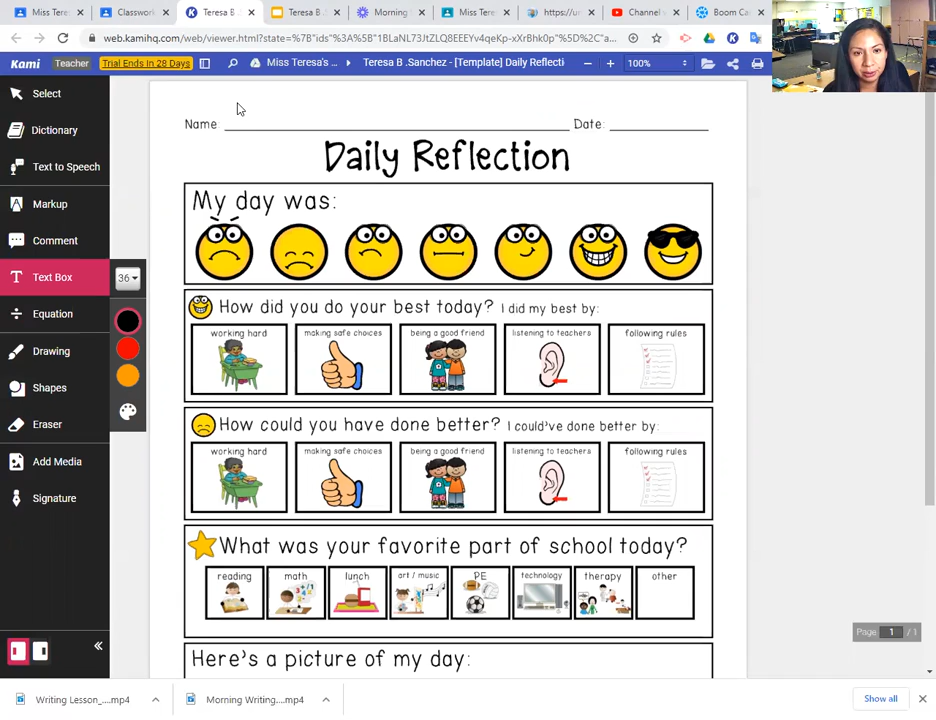 Miss Teres
Classwork
Teresa B .
Teresa B .
Morning
Miss Ter
https://ur
Channel
Boom Ca
web.kamihq.com/web/viewer.html?state=%7B"ids"%3A%5B"1BLaNL73JtZLQ8EEEYv4qeKp-xXrBhk0p"%5D%2C"a...
Kami
Teacher
Trial Ends In 28 Days
Miss Teresa's ...
Teresa B .Sanchez - [Template] Daily Reflecti
100%
Select
Dictionary
Text to Speech
Markup
Comment
Text Box
36
Equation
Drawing
Shapes
Eraser
Add Media
Signature
Name:
Date:
Daily Reflection
My day was:
How did you do your best today? I did my best by:
working hard
making safe choices
being a good friend
listening to teachers
following rules
How could you have done better? I could've done better by:
working hard
making safe choices
being a good friend
listening to teachers
following rules
What was your favorite part of school today?
reading
math
lunch
art / music
PE
technology
therapy
other
Here's a picture of my day:
Page 1 / 1
Writing Lesson_....mp4
Morning Writing....mp4
Show all